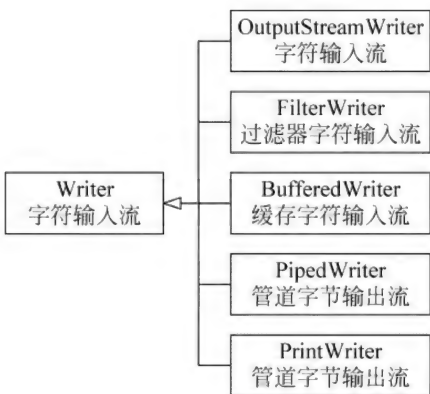 OutputStreamWriter
字符输入流
FilterWriter
过滤器字符输入流
Writer
字符输入流
BufferedWriter
缓存字符输入流
PipedWriter
管道字节输出流
PrintWriter
管道字节输出流